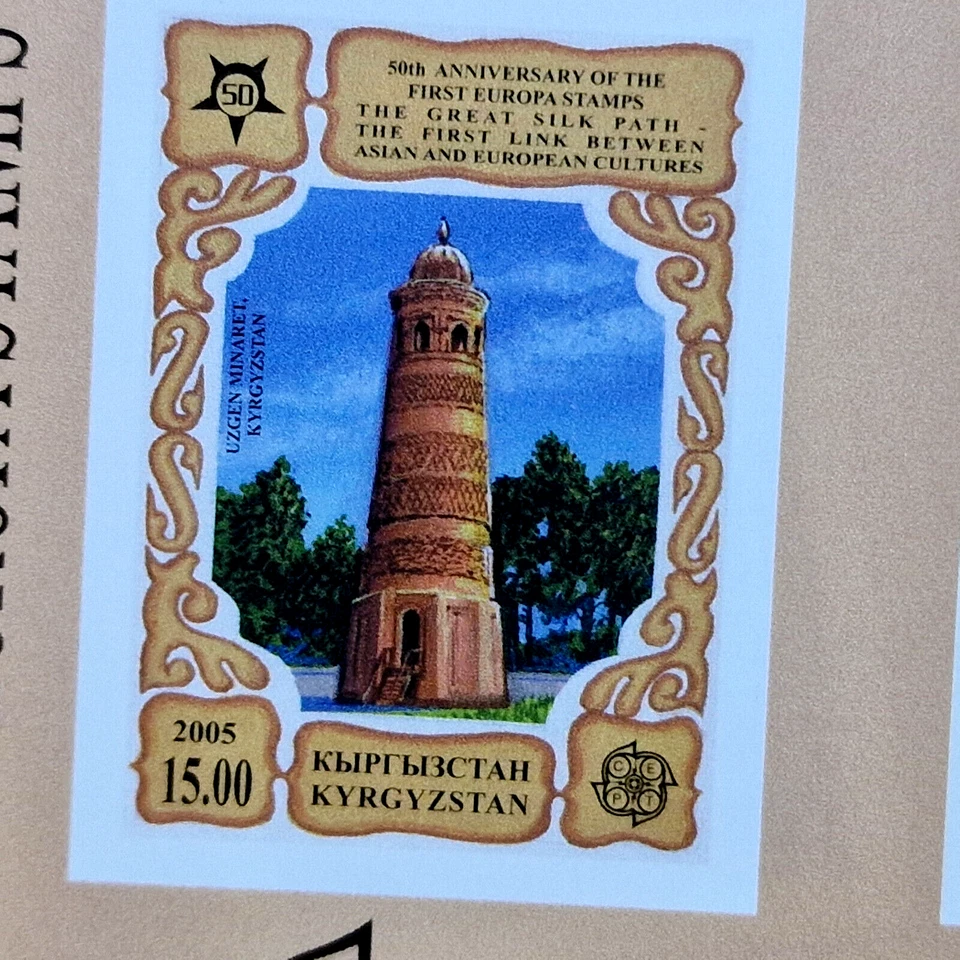 50
50th ANNIVERSARY OF THE
FIRST EUROPA STAMPS
THE GREAT SILK PATH -
THE FIRST LINK BETWEEN
ASIAN AND EUROPEAN CULTURES
UZGEN MINARET,
KYRGYZSTAN
2005
15.00
КЫРГЫЗСТАН
KYRGYZSTAN
C E
P T